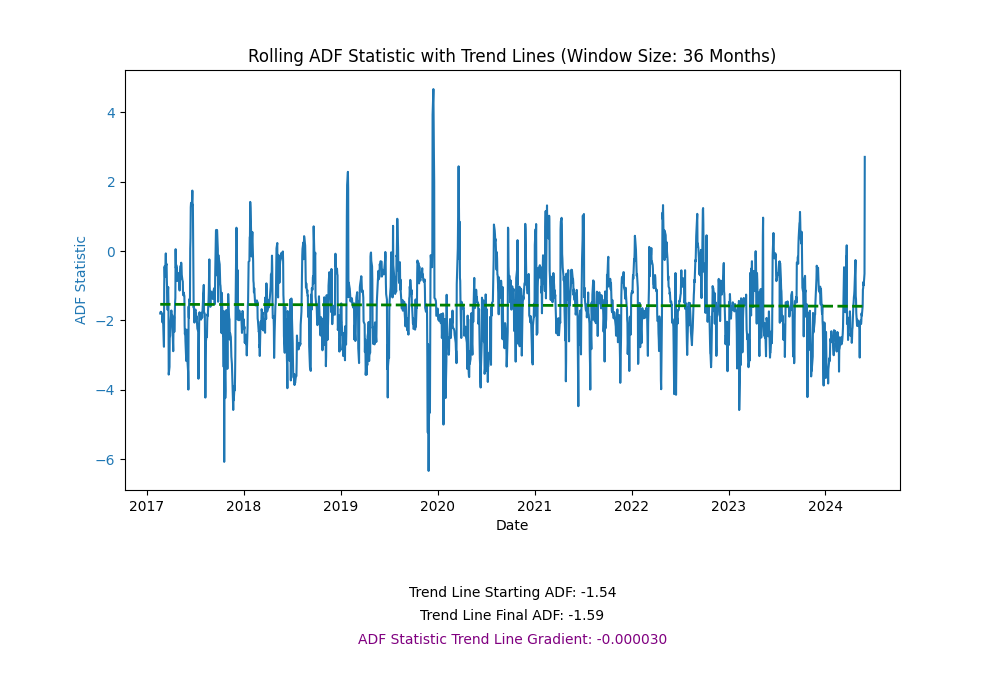 Rolling ADF Statistic with Trend Lines (Window Size: 36 Months)
ADF Statistic
4
2
0
−2
−4
−6
2017 2018 2019 2020 2021 2022 2023 2024
Date
Trend Line Starting ADF: -1.54
Trend Line Final ADF: -1.59
ADF Statistic Trend Line Gradient: -0.000030